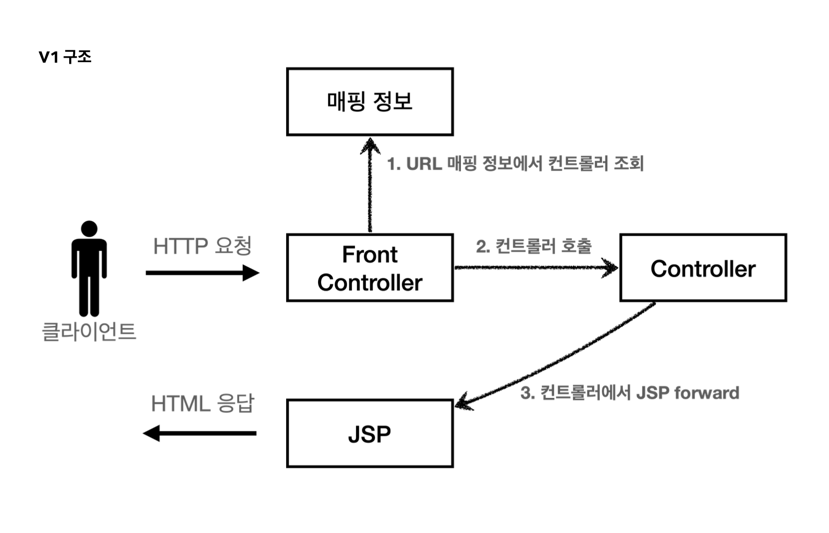 V1 구조
매핑 정보
1. URL 매핑 정보에서 컨트롤러 조회
HTTP 요청
Front
Controller
2. 컨트롤러 호출
Controller
클라이언트
3. 컨트롤러에서 JSP forward
HTML 응답
JSP